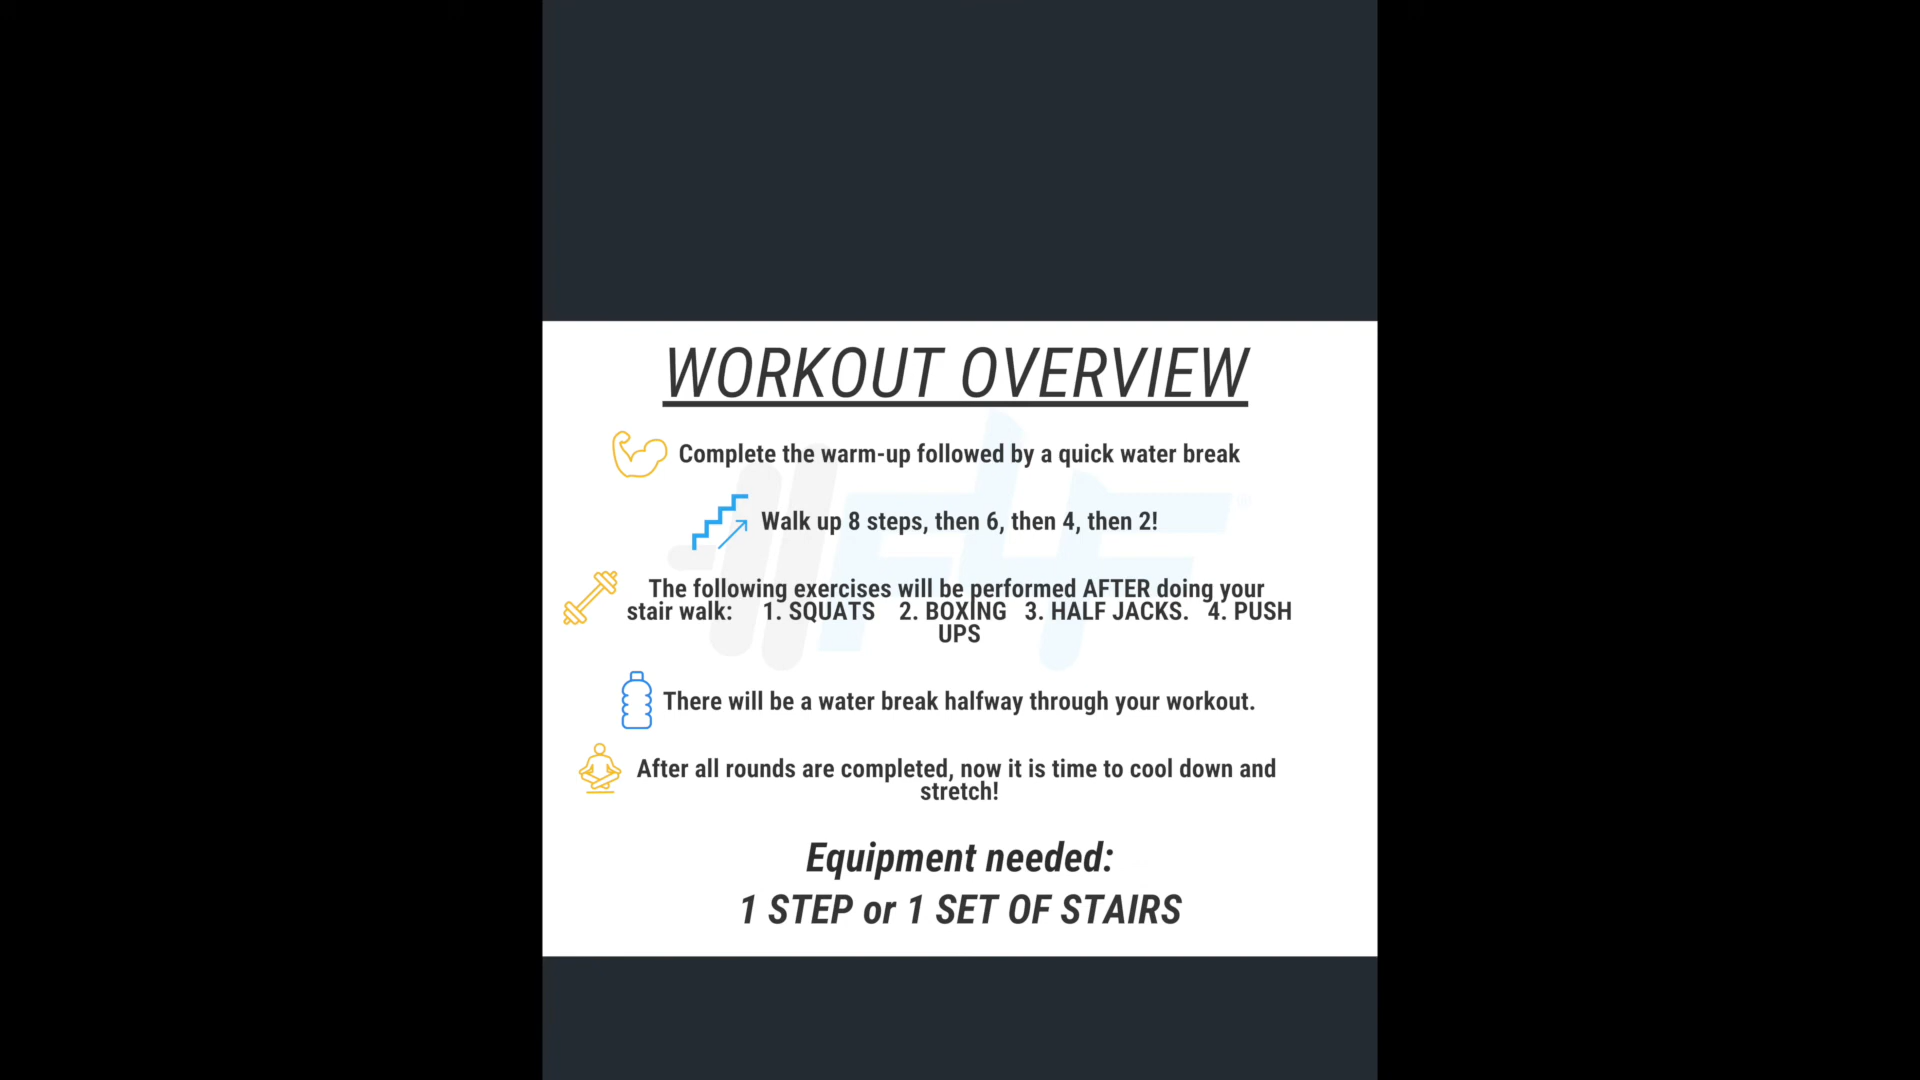 WORKOUT OVERVIEW
Complete the warm-up followed by a quick water break
Walk up 8 steps, then 6, then 4, then 2!
The following exercises will be performed AFTER doing your
stair walk: 1. SQUATS 2. BOXING 3. HALF JACKS. 4. PUSH
UPS
There will be a water break halfway through your workout.
After all rounds are completed, now it is time to cool down and
stretch!
Equipment needed:
1 STEP or 1 SET OF STAIRS